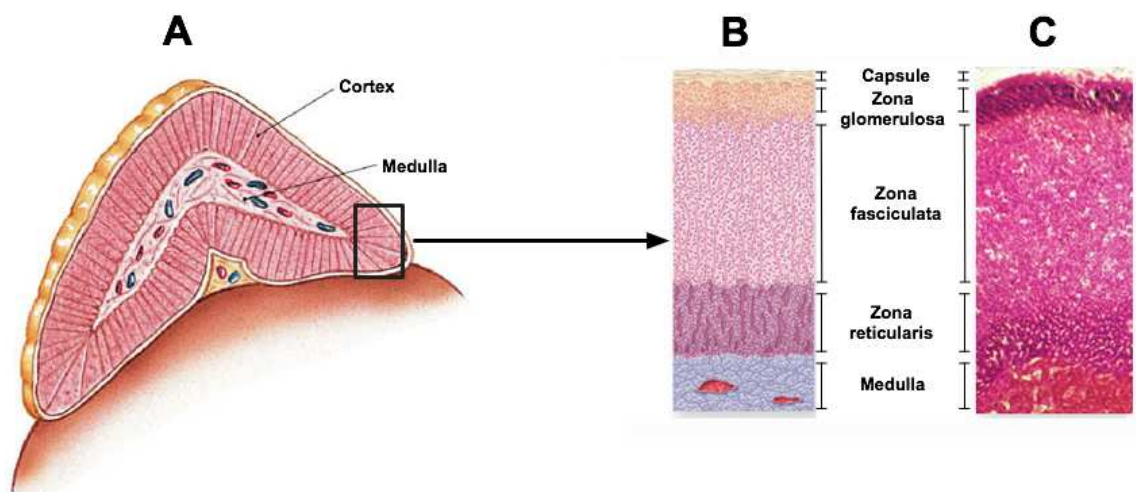 A
B
C
Cortex
Medulla
Capsule
Zona
glomerulosa
Zona
fasciculata
Zona
reticularis
Medulla